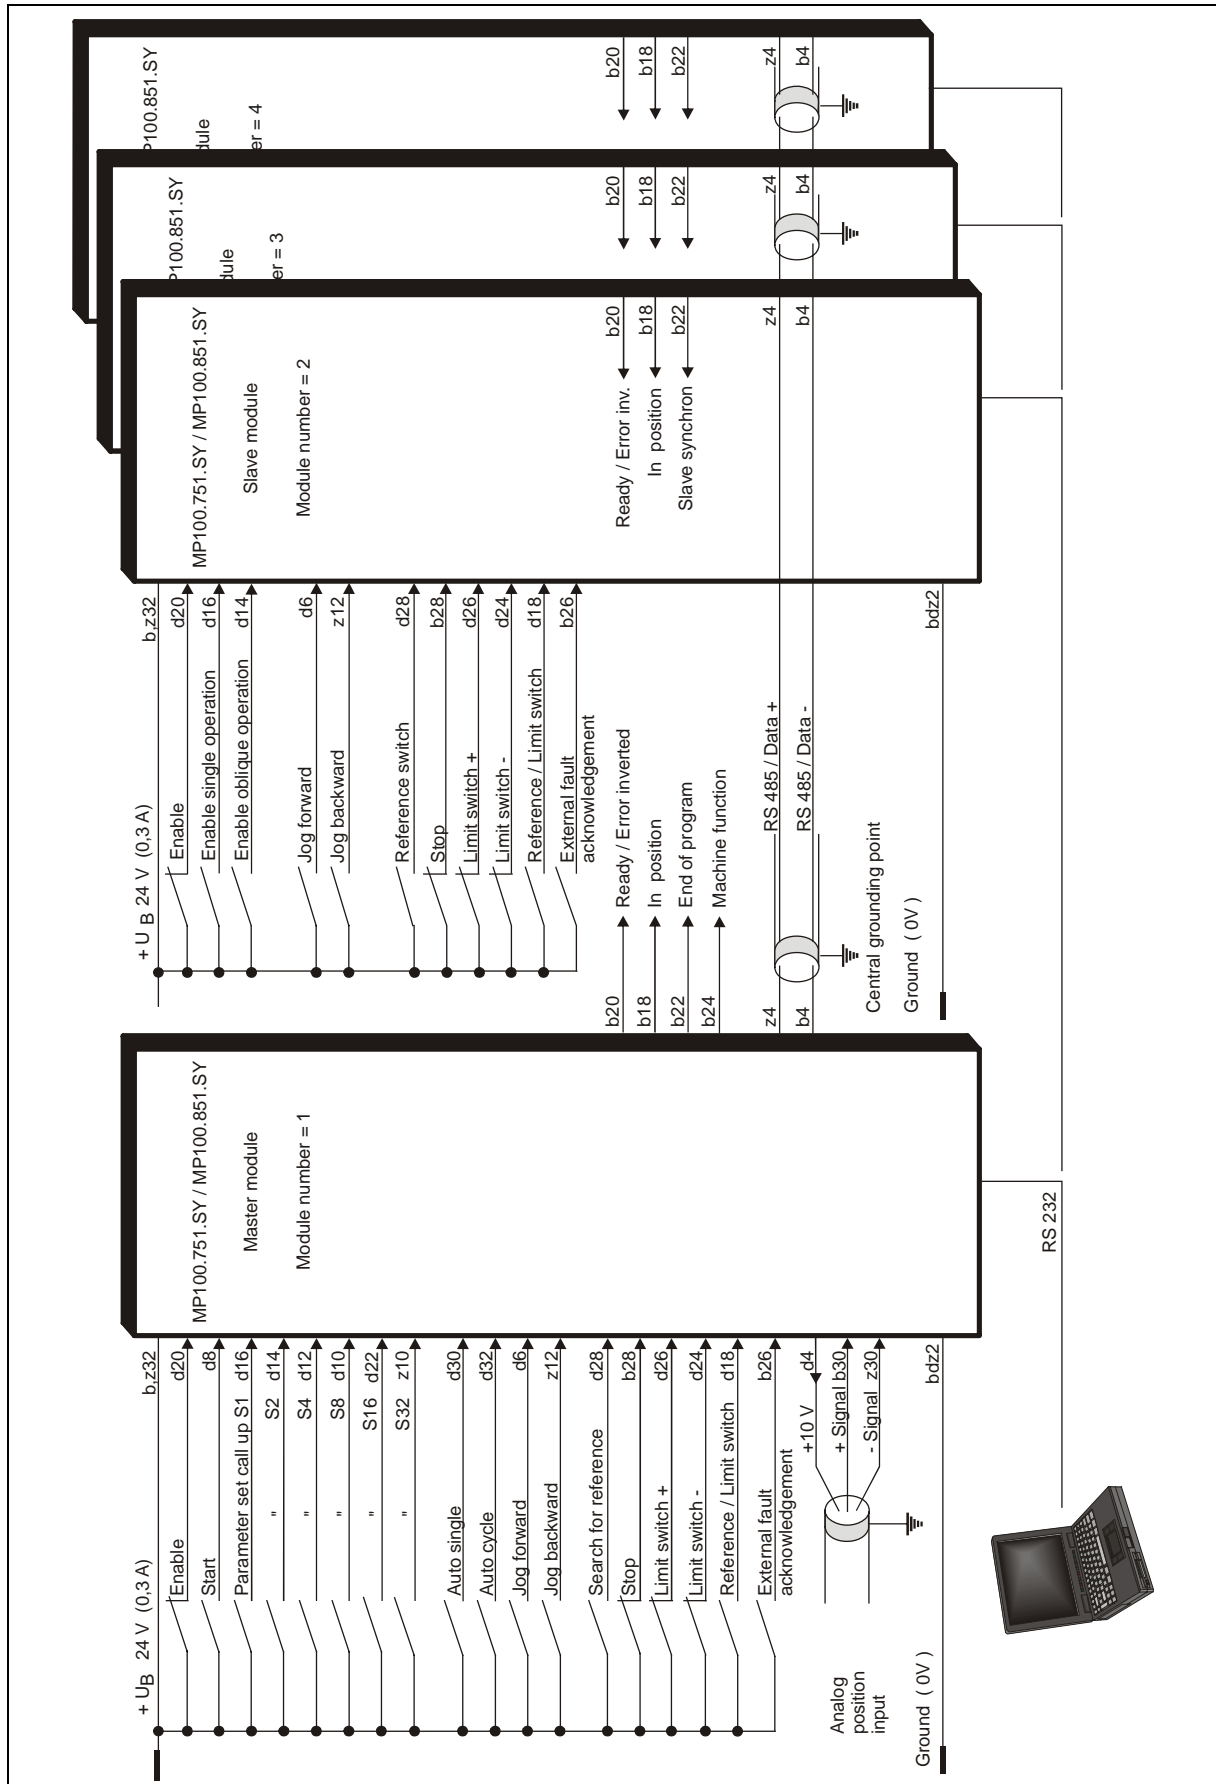 + UB 24 V (0,3 A)
b,z32
Enable d20
Start d8
Parameter set call up S1 d16
" S2 d14
" S4 d12
" S8 d10
" S16 d22
" S32 z10
Auto single d30
Auto cycle d32
Jog forward d6
Jog backward z12
Search for reference d28
Stop b28
Limit switch + d26
Limit switch - d24
Reference / Limit switch d18
External fault
acknowledgement
b26
Analog
position
input
+10 V d4
+ Signal b30
- Signal z30
Ground ( 0V )
bdz2
MP100.751.SY / MP100.851.SY
Master module
Module number = 1
RS 232
b20 Ready / Error inverted
b18 In position
b22 End of program
b24 Machine function
z4
b4
RS 485 / Data +
RS 485 / Data -
Central grounding point
Ground ( 0V )
bdz2
+ U B 24 V (0,3 A)
b,z32
Enable d20
Enable single operation d16
Enable oblique operation d14
Jog forward d6
Jog backward z12
Reference switch d28
Stop b28
Limit switch + d26
Limit switch - d24
Reference / Limit switch d18
External fault
acknowledgement
b26
MP100.751.SY / MP100.851.SY
Slave module
Module number = 2
Ready / Error inv. b20
In position b18
Slave synchron b22
z4
b4
P100.851.SY
dule
er = 3
b20
b18
b22
z4
b4
P100.851.SY
dule
er = 4
b20
b18
b22
z4
b4